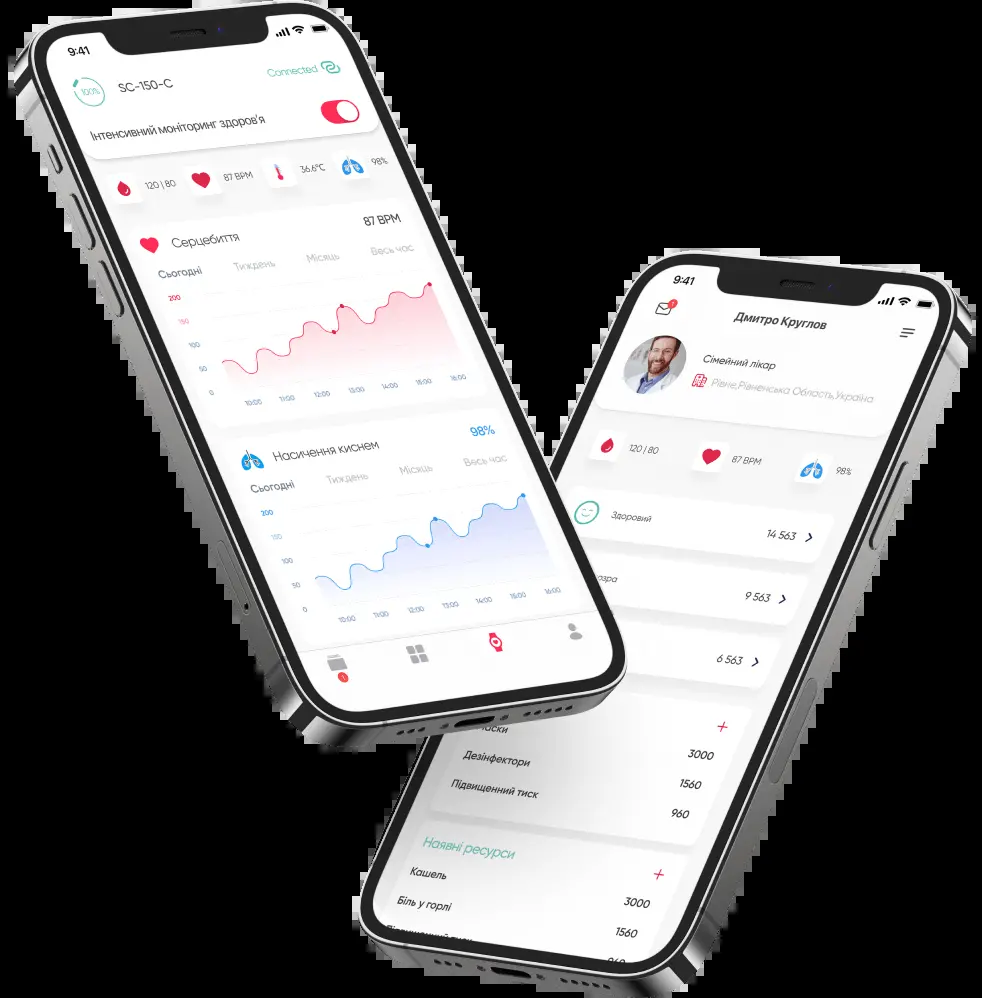 9:41
100%
SC-150-C
Connected
Інтенсивний моніторинг здоров'я
120 | 80
87 BPM
36.6°C
98%
Серцебиття
87 BPM
Сьогодні
Тиждень
Місяць
Весь час
200
150
100
50
0
10:00
11:00
12:00
13:00
14:00
15:00
16:00
Насичення киснем
98%
Сьогодні
Тиждень
Місяць
Весь час
200
150
100
50
0
10:00
11:00
12:00
13:00
14:00
15:00
16:00
9:41
Дмитро Круглов
Сімейний лікар
Рівне,Рівненська Область,Україна
120 | 80
87 BPM
98%
Здоровий
14 563
9 563
6 563
3000
Дезінфектори
1560
Підвищенний тиск
960
Наявні ресурси
Кашель
3000
Біль у горлі
1560